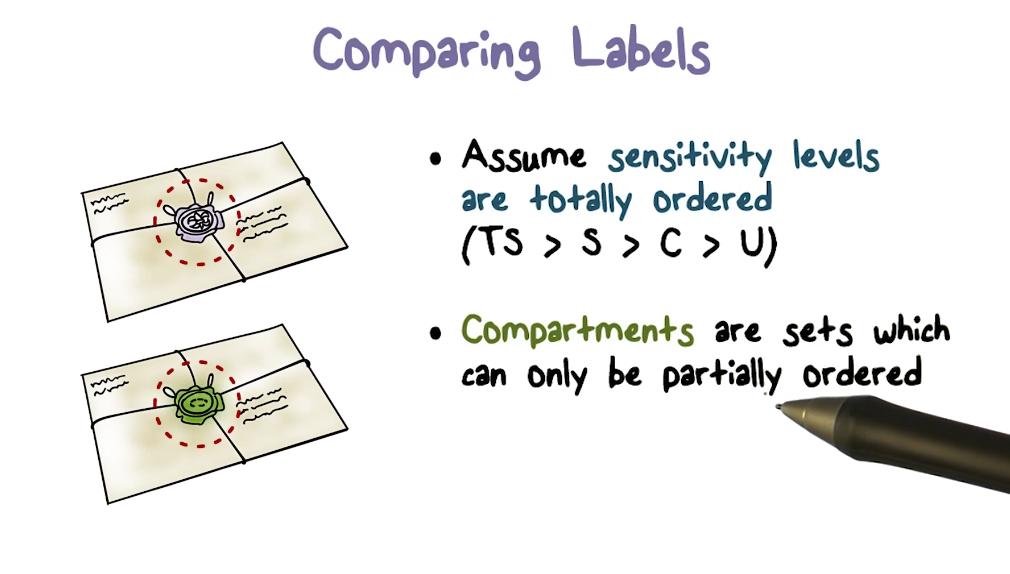 Comparing Labels
• Assume sensitivity levels
are totally ordered
(TS > S > C > U)
• Compartments are sets which
can only be partially ordered